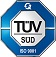 Q
TÜV
SÜD
ISO 9001